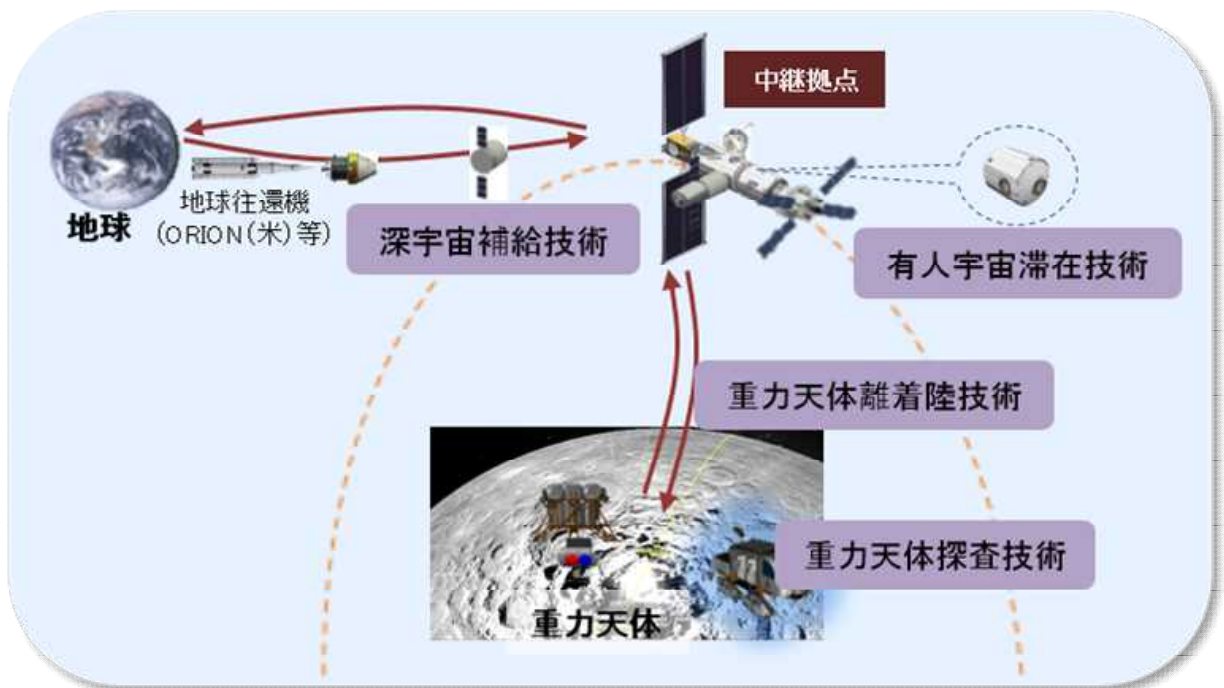 中継拠点
地球往還機
(ORION(米)等)
地球
深宇宙補給技術
有人宇宙滞在技術
重力天体離着陸技術
重力天体探査技術
重力天体